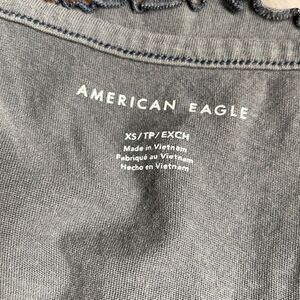 AMERICAN EAGLE
XS/TP/EXCH
Made in Vietnam
Fabriqué au Vietnam
Hecho en Vietnam